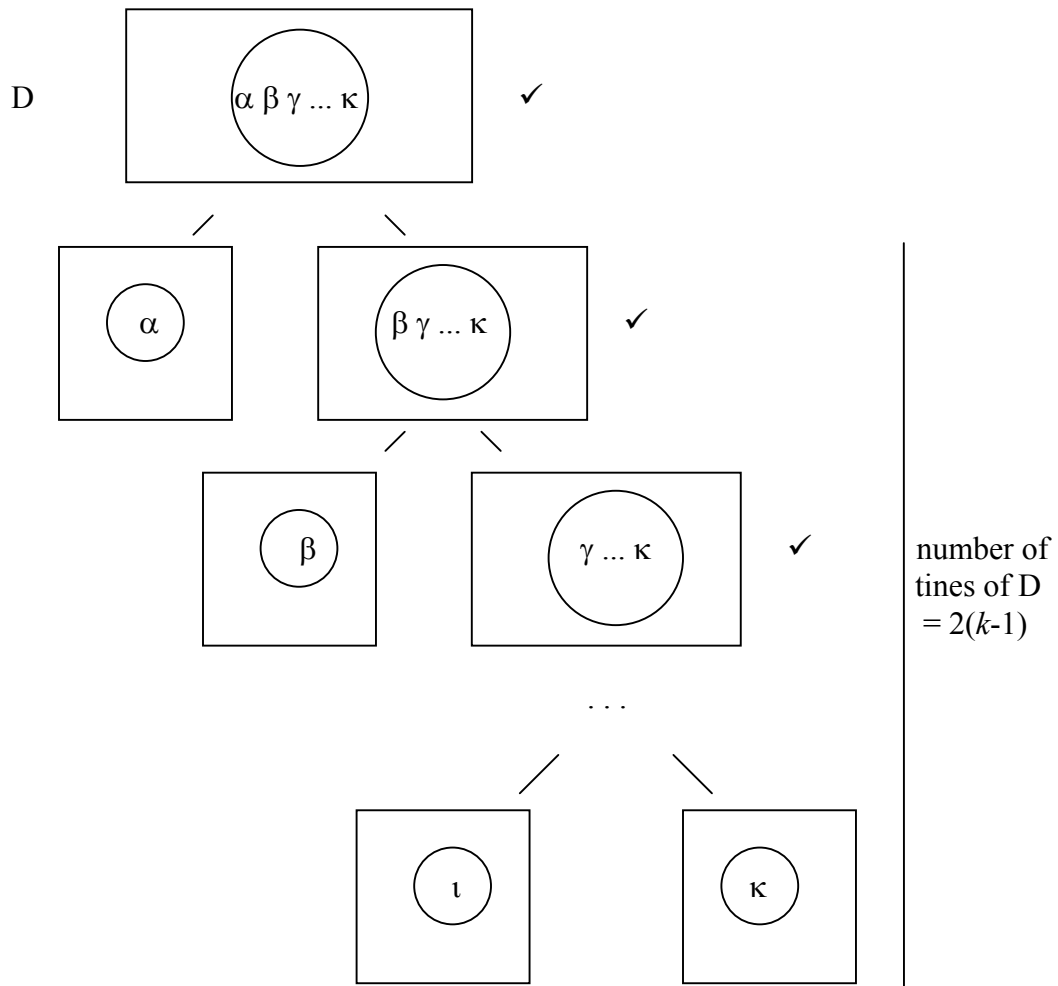 D
α β γ ... κ
✓
α
β γ ... κ
✓
β
γ ... κ
✓
number of
tines of D
= 2(k-1)
. . .
ι
κ